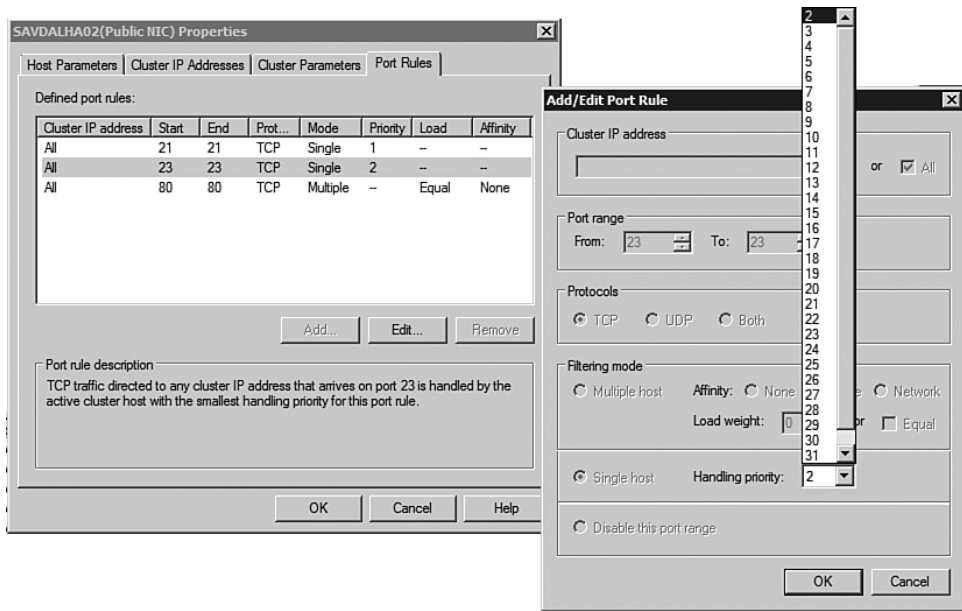 SAVDALHA02(Public NIC) Properties
Host Parameters Cluster IP Addresses Cluster Parameters Port Rules
Defined port rules:
Cluster IP address Start End Prot... Mode Priority Load Affinity
All 21 21 TCP Single 1 -- --
All 23 23 TCP Single 2 -- --
All 80 80 TCP Multiple -- Equal None
Add... Edit... Remove
Port rule description
TCP traffic directed to any cluster IP address that arrives on port 23 is handled by the
active cluster host with the smallest handling priority for this port rule.
OK Cancel Help
Add/Edit Port Rule
Cluster IP address
or All
Port range
From: 23 To: 23
Protocols
TCP UDP Both
Filtering mode
Multiple host Affinity: None Network
Load weight: 0 Equal
Single host Handling priority: 2
Disable this port range
OK Cancel
2
3
4
5
6
7
8
9
10
11
12
13
14
15
16
17
18
19
20
21
22
23
24
25
26
27
28
29
30
31